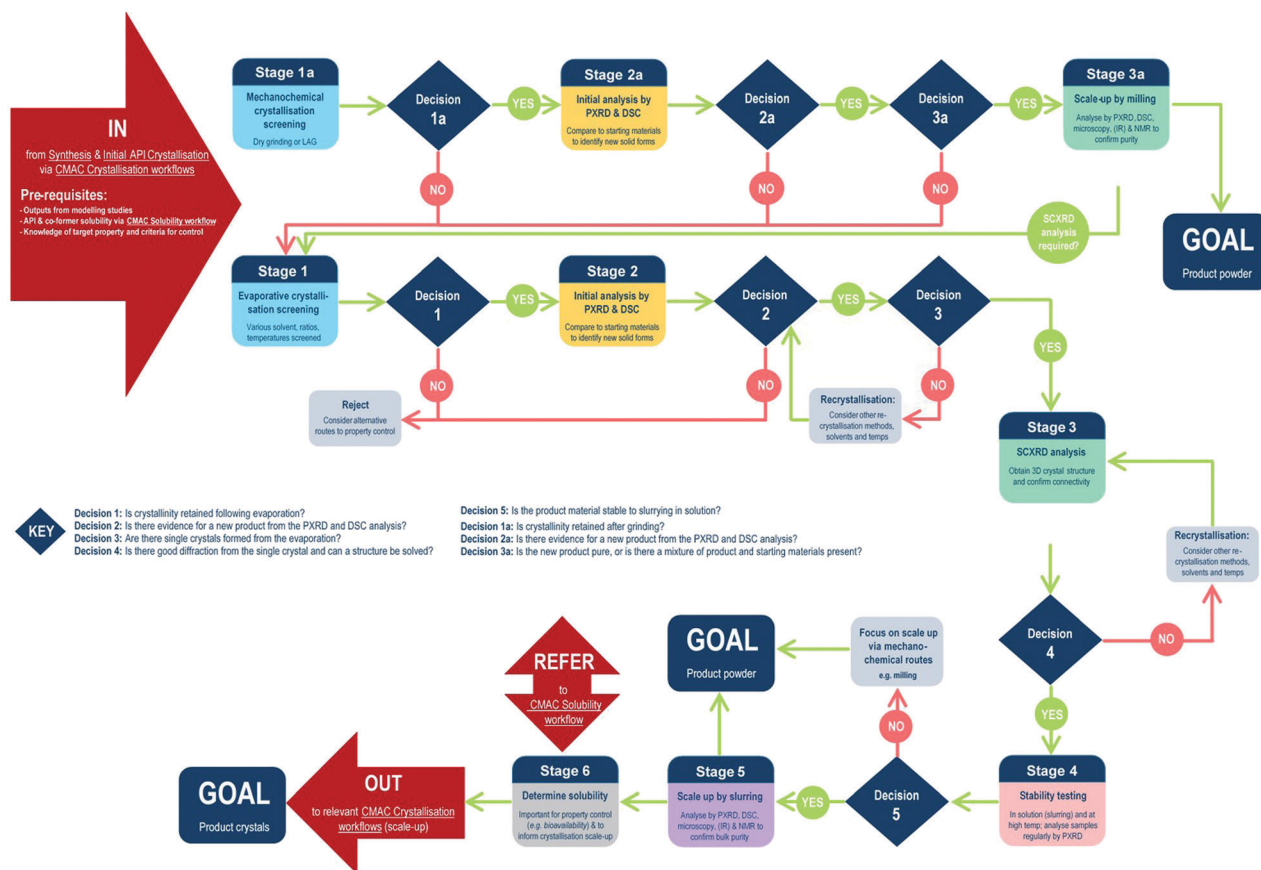 IN
from Synthesis & Initial API Crystallisation
via CMAC Crystallisation workflows
Pre-requisites:
- Outputs from modelling studies
- API & co-former solubility via CMAC Solubility workflow
- Knowledge of target property and criteria for control
Stage 1a
Mechanochemical
crystallisation
screening
Dry grinding or LAG
Decision
1a
YES
NO
Stage 2a
Initial analysis by
PXRD & DSC
Compare to starting materials
to identify new solid forms
Decision
2a
YES
NO
Decision
3a
YES
NO
Stage 3a
Scale-up by milling
Analyse by PXRD, DSC,
microscopy, (IR) & NMR to
confirm purity
SCXRD
analysis
required?
GOAL
Product powder
Stage 1
Evaporative crystalli-
sation screening
Various solvent, ratios,
temperatures screened
Decision
1
YES
NO
Stage 2
Initial analysis by
PXRD & DSC
Compare to starting materials
to identify new solid forms
Decision
2
YES
NO
Decision
3
YES
NO
Reject
Consider alternative
routes to property control
Recrystallisation:
Consider other re-
crystallisation methods,
solvents and temps
Stage 3
SCXRD analysis
Obtain 3D crystal structure
and confirm connectivity
KEY
Decision 1: Is crystallinity retained following evaporation?
Decision 2: Is there evidence for a new product from the PXRD and DSC analysis?
Decision 3: Are there single crystals formed from the evaporation?
Decision 4: Is there good diffraction from the single crystal and can a structure be solved?
Decision 5: Is the product material stable to slurrying in solution?
Decision 1a: Is crystallinity retained after grinding?
Decision 2a: Is there evidence for a new product from the PXRD and DSC analysis?
Decision 3a: Is the new product pure, or is there a mixture of product and starting materials present?
Recrystallisation:
Consider other re-
crystallisation methods,
solvents and temps
Decision
4
NO
YES
GOAL
Product powder
Focus on scale up
via mechano-
chemical routes
e.g. milling
NO
REFER
to
CMAC Solubility
workflow
GOAL
Product crystals
OUT
to relevant CMAC Crystallisation
workflows (scale-up)
Stage 6
Determine solubility
Important for property control
(e.g. bioavailability) & to
inform crystallisation scale-up
Stage 5
Scale up by slurring
Analyse by PXRD, DSC,
microscopy, (IR) & NMR to
confirm bulk purity
YES
Decision
5
Stage 4
Stability testing
In solution (slurring) and at
high temp; analyse samples
regularly by PXRD